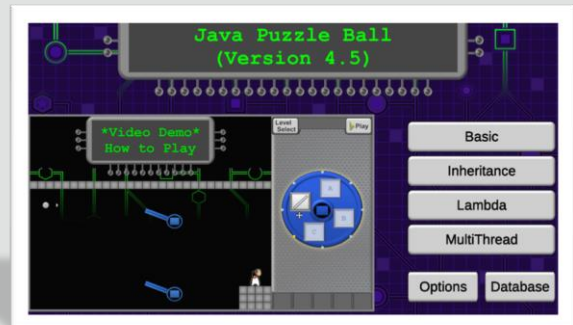 Java Puzzle Ball
(Version 4.5)
*Video Demo*
How to Play
Level
Select
Play
A
B
C
Basic
Inheritance
Lambda
MultiThread
Options
Database